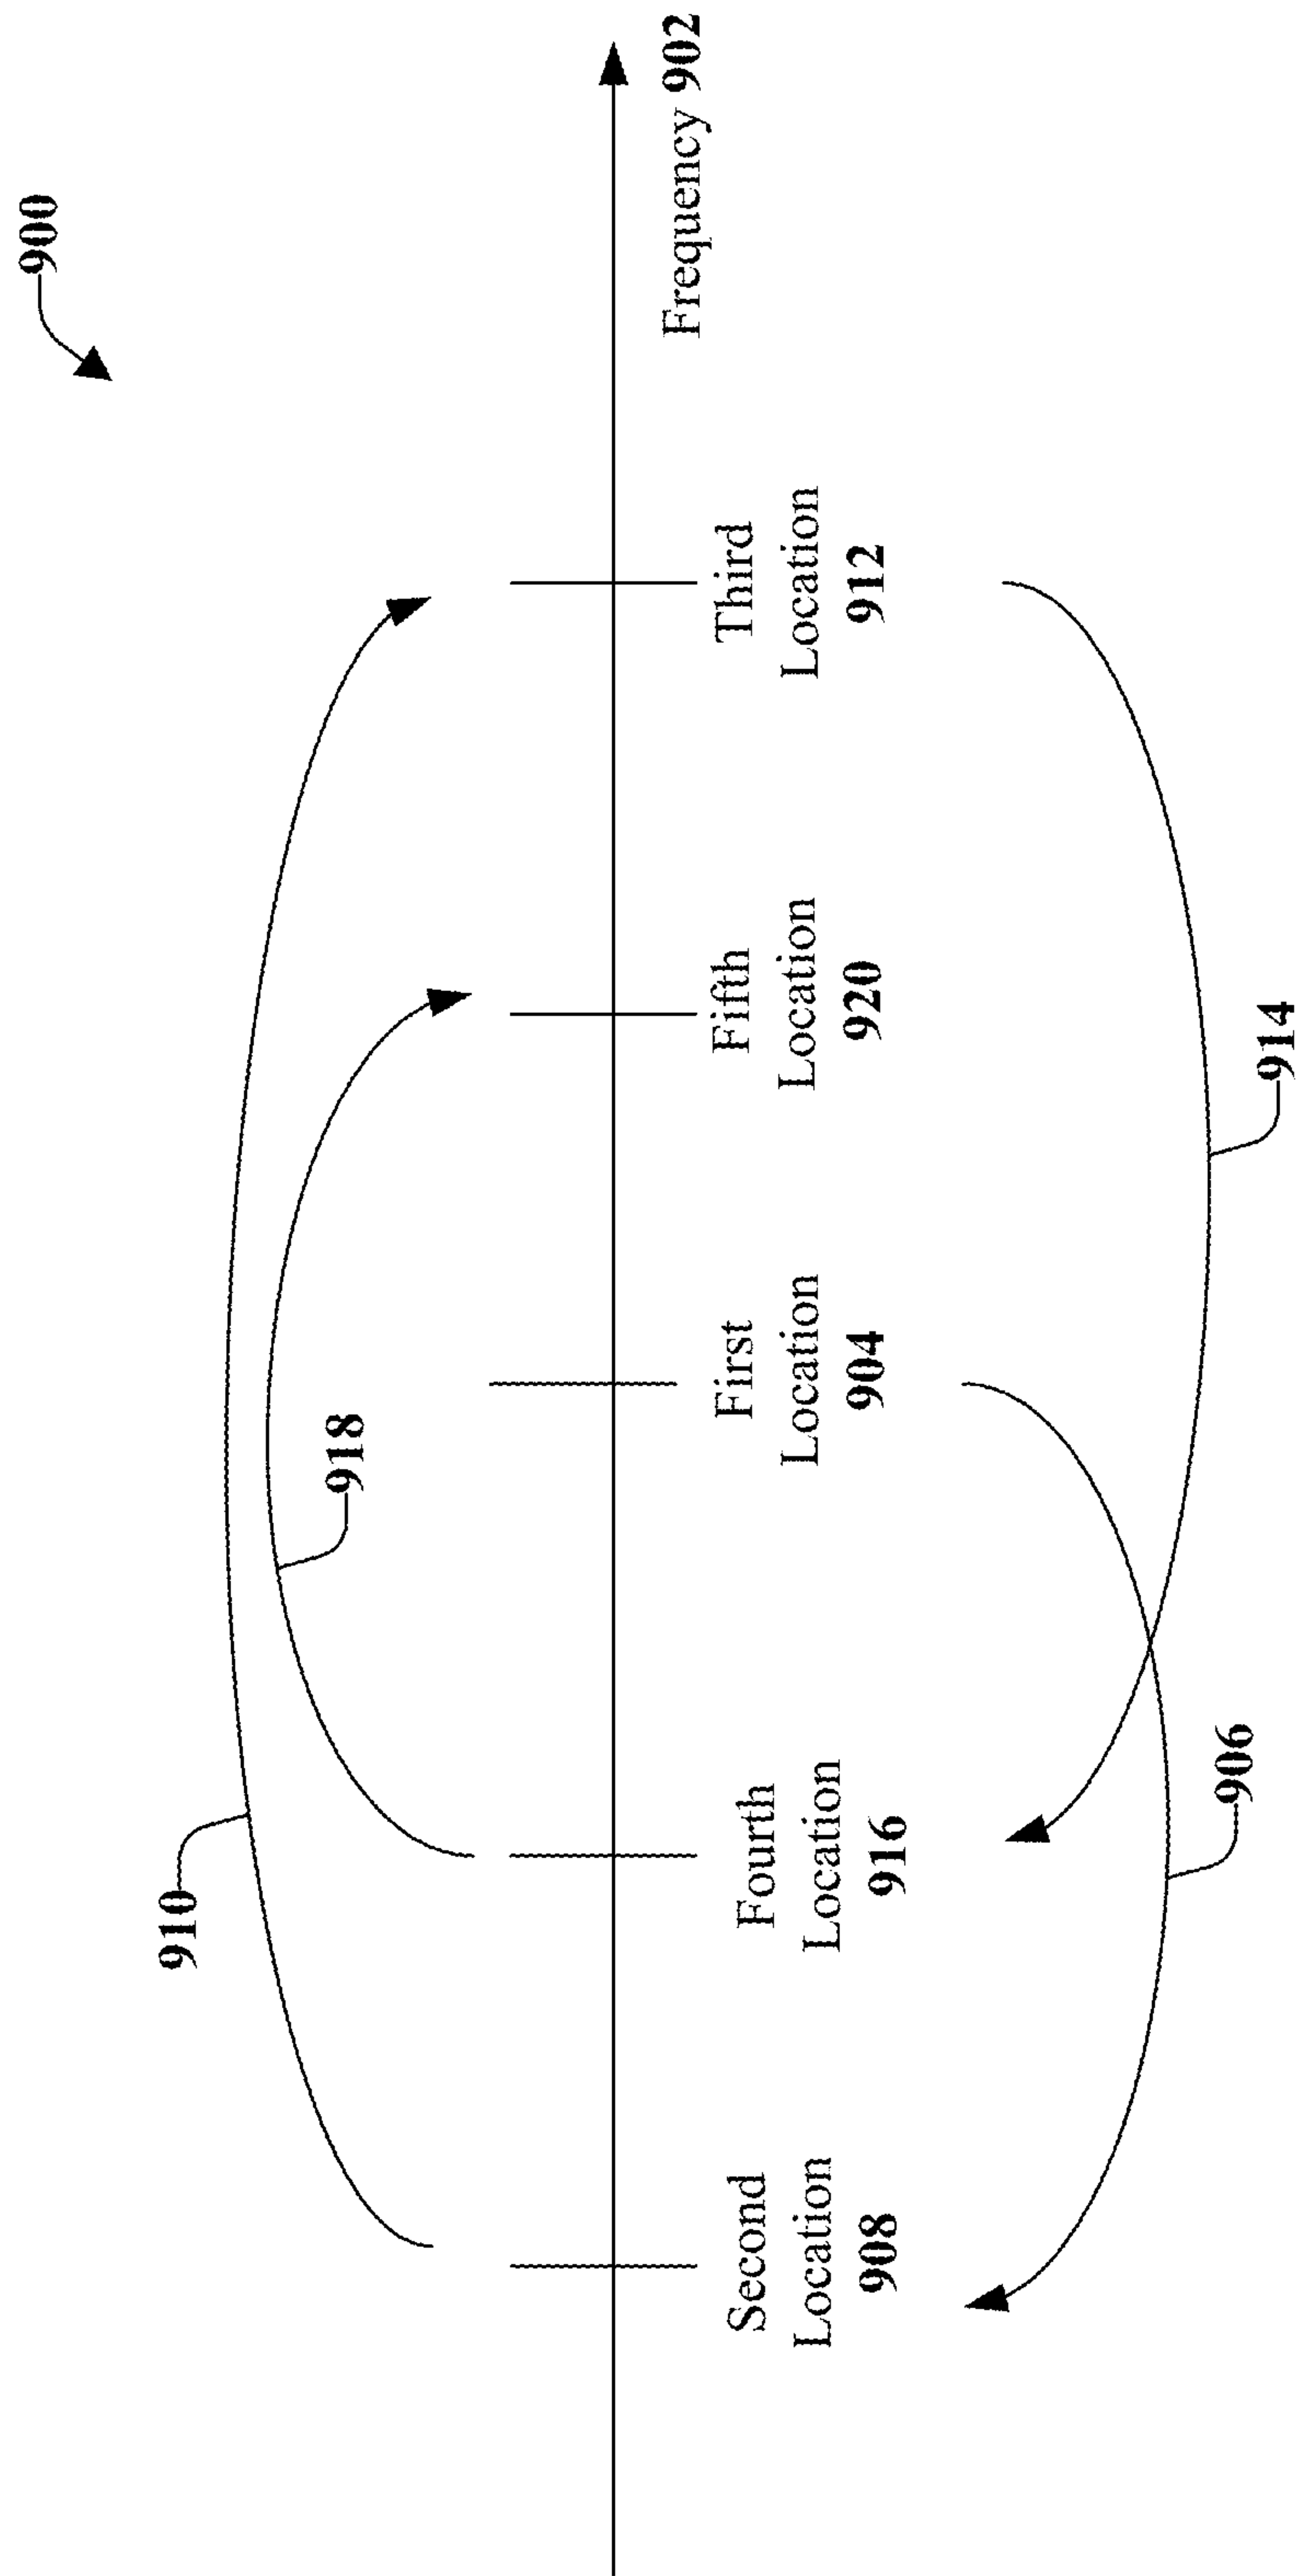 900
910
918
Frequency 902
Second
Location
908
Fourth
Location
916
First
Location
904
Fifth
Location
920
Third
Location
912
906
914